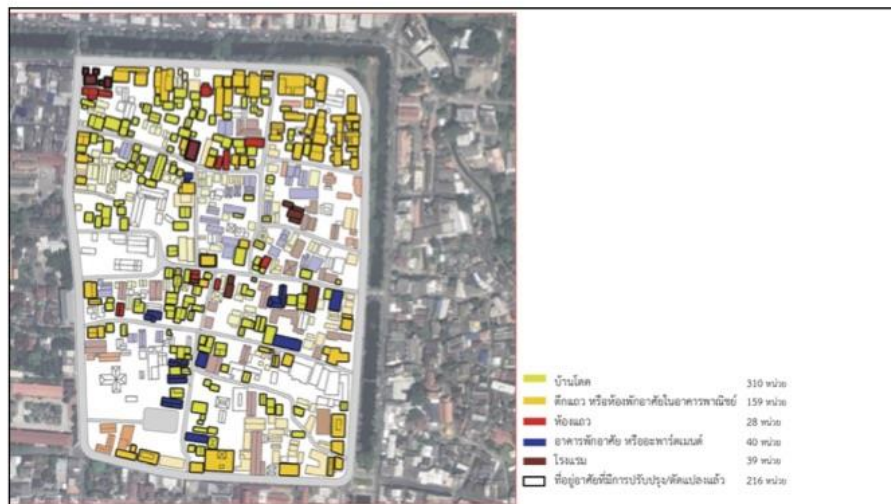 บ้านโดด 310 หน่วย
ตึกแถว หรือห้องพักอาศัยในอาคารพาณิชย์ 159 หน่วย
ห้องแถว 28 หน่วย
อาคารพักอาศัย หรืออะพาร์ตเมนต์ 40 หน่วย
โรงแรม 39 หน่วย
ที่อยู่อาศัยที่มีการปรับปรุง/ดัดแปลงแล้ว 216 หน่วย